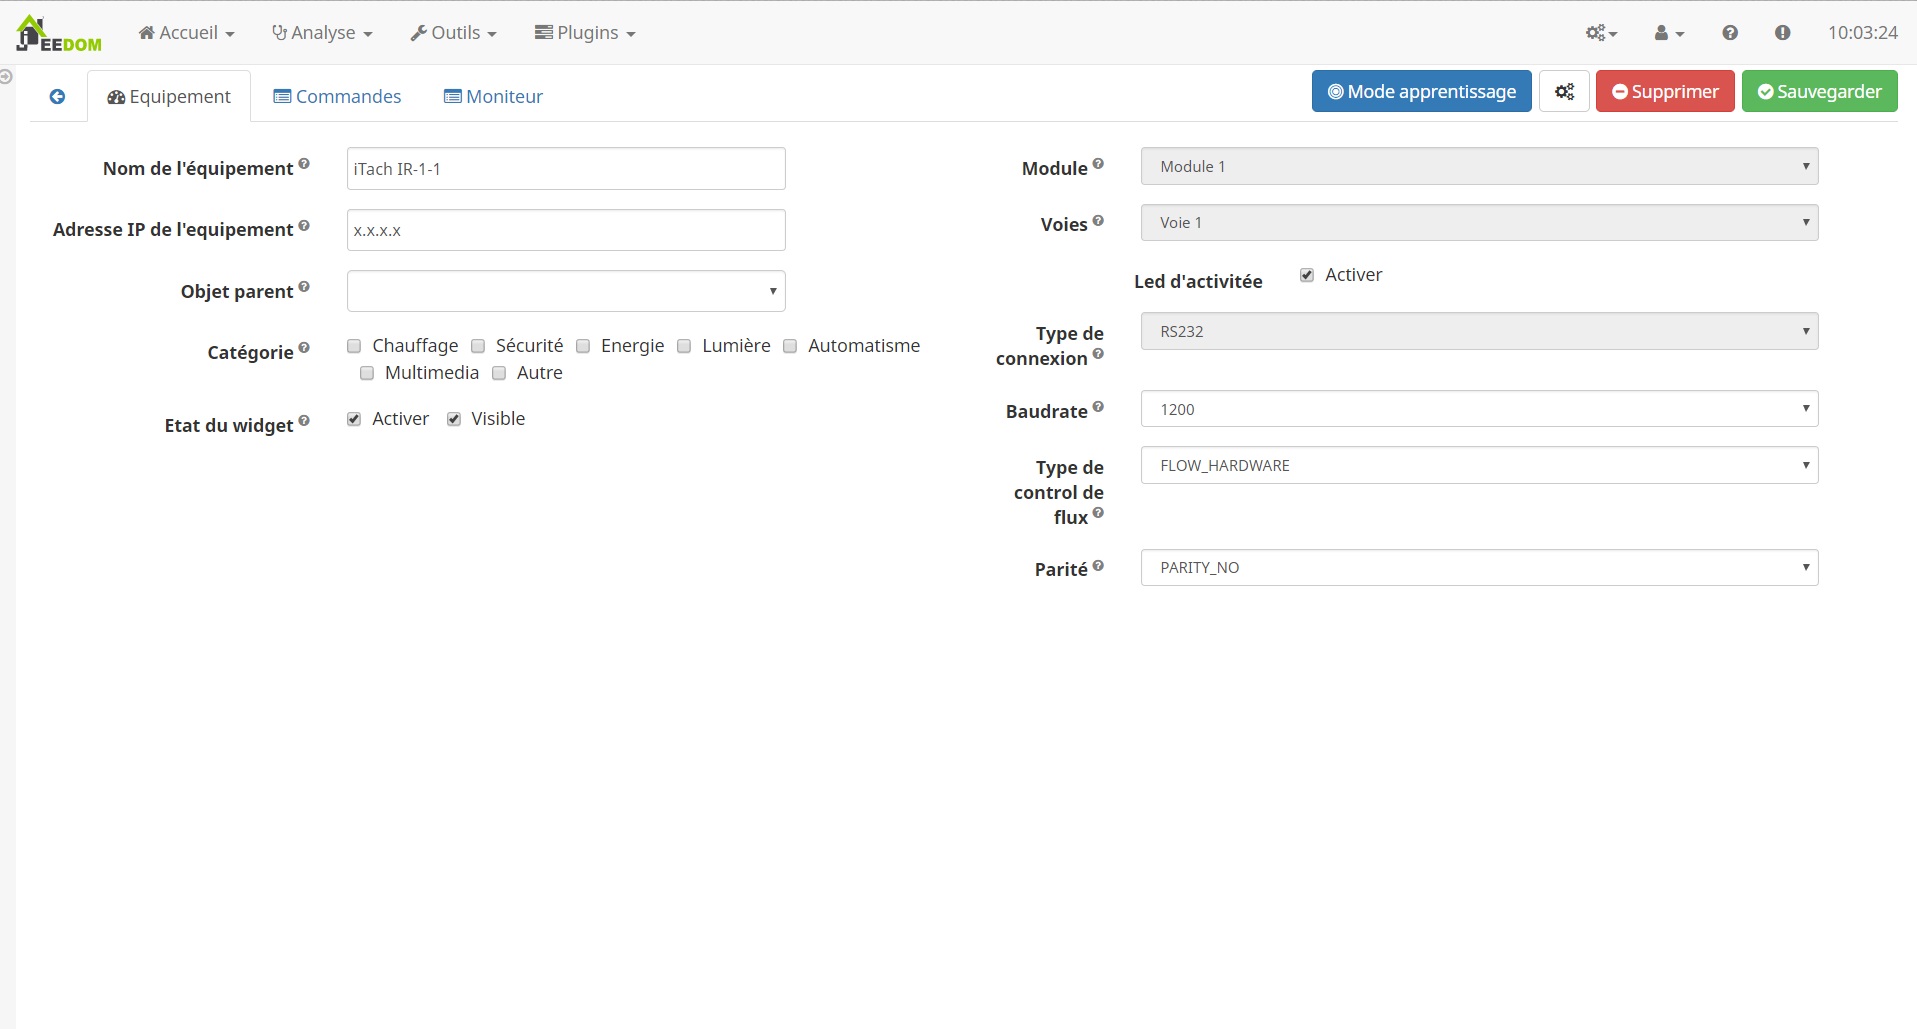 JEEDOM Accueil Analyse Outils Plugins 10:03:24
Equipement Commandes Moniteur Mode apprentissage Supprimer Sauvegarder
Nom de l'équipement iTach IR-1-1
Adresse IP de l'equipement x.x.x.x
Objet parent
Catégorie Chauffage Sécurité Energie Lumière Automatisme
Multimedia Autre
Etat du widget Activer Visible
Module Module 1
Voies Voie 1
Led d'activitée Activer
Type de
connexion RS232
Baudrate 1200
Type de
control de
flux FLOW_HARDWARE
Parité PARITY_NO